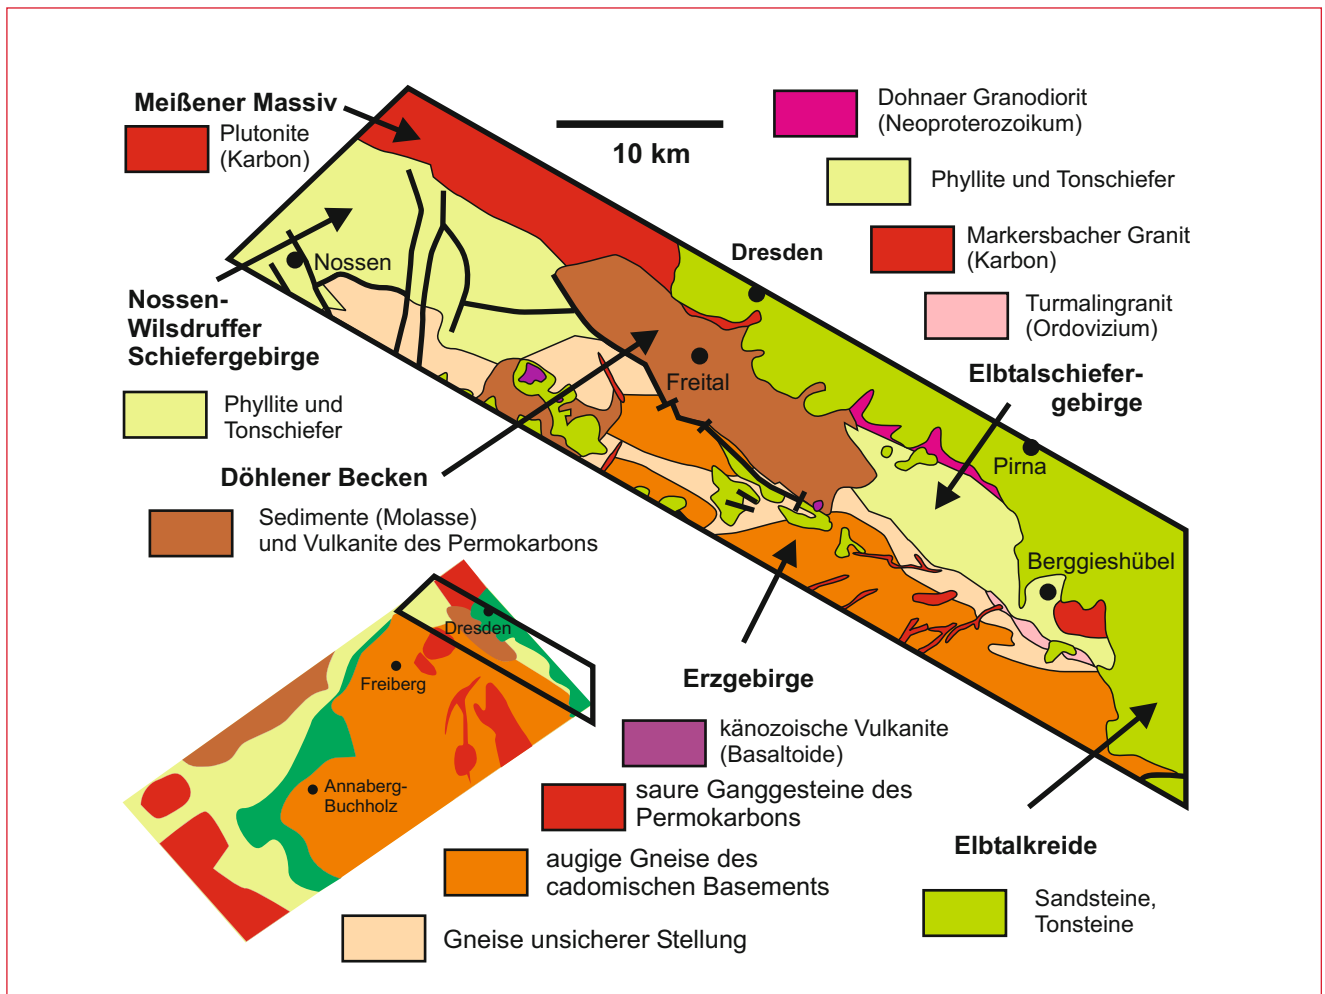 Meißener Massiv
Plutonite
(Karbon)
10 km
Dohnaer Granodiorit
(Neoproterozoikum)
Phyllite und Tonschiefer
Markersbacher Granit
(Karbon)
Turmalingranit
(Ordovizium)
Dresden
Nossen
Nossen-
Wilsdruffer
Schiefergebirge
Phyllite und
Tonschiefer
Freital
Elbtalschiefer-
gebirge
Pirna
Döhlener Becken
Sedimente (Molasse)
und Vulkanite des Permokarbons
Berggieshübel
Dresden
Freiberg
Annaberg-
Buchholz
Erzgebirge
känozoische Vulkanite
(Basaltoide)
saure Ganggesteine des
Permokarbons
augige Gneise des
cadomischen Basements
Gneise unsicherer Stellung
Elbtalkreide
Sandsteine,
Tonsteine